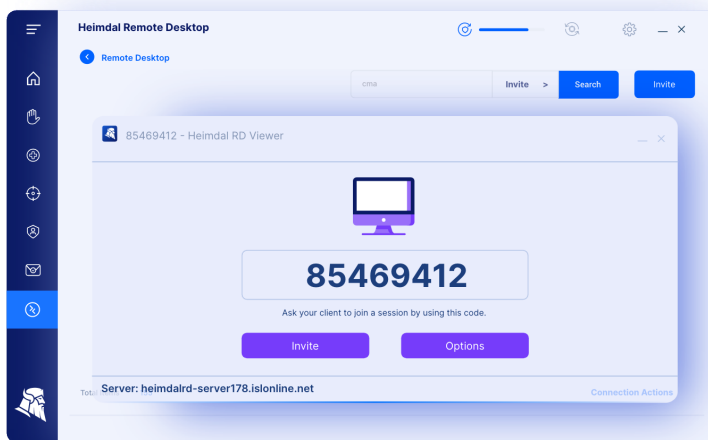 Heimdal Remote Desktop
Remote Desktop
cma Invite > Search Invite
85469412 - Heimdal RD Viewer
85469412
Ask your client to join a session by using this code.
Invite Options
Server: heimdalrd-server178.islonline.net
Connection Actions